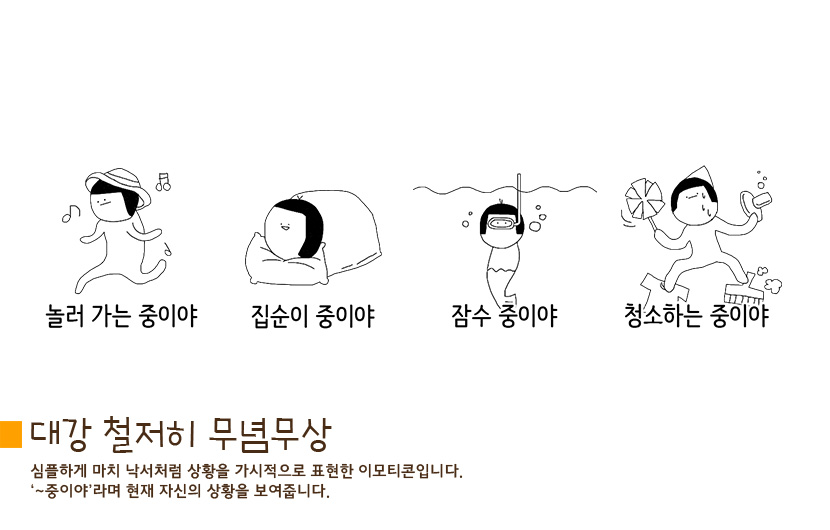 놀러 가는 중이야
집순이 중이야
잠수 중이야
청소하는 중이야
대강 철저히 무념무상
심플하게 마치 낙서처럼 상황을 가시적으로 표현한 이모티콘입니다.
‘~중이야’라며 현재 자신의 상황을 보여줍니다.